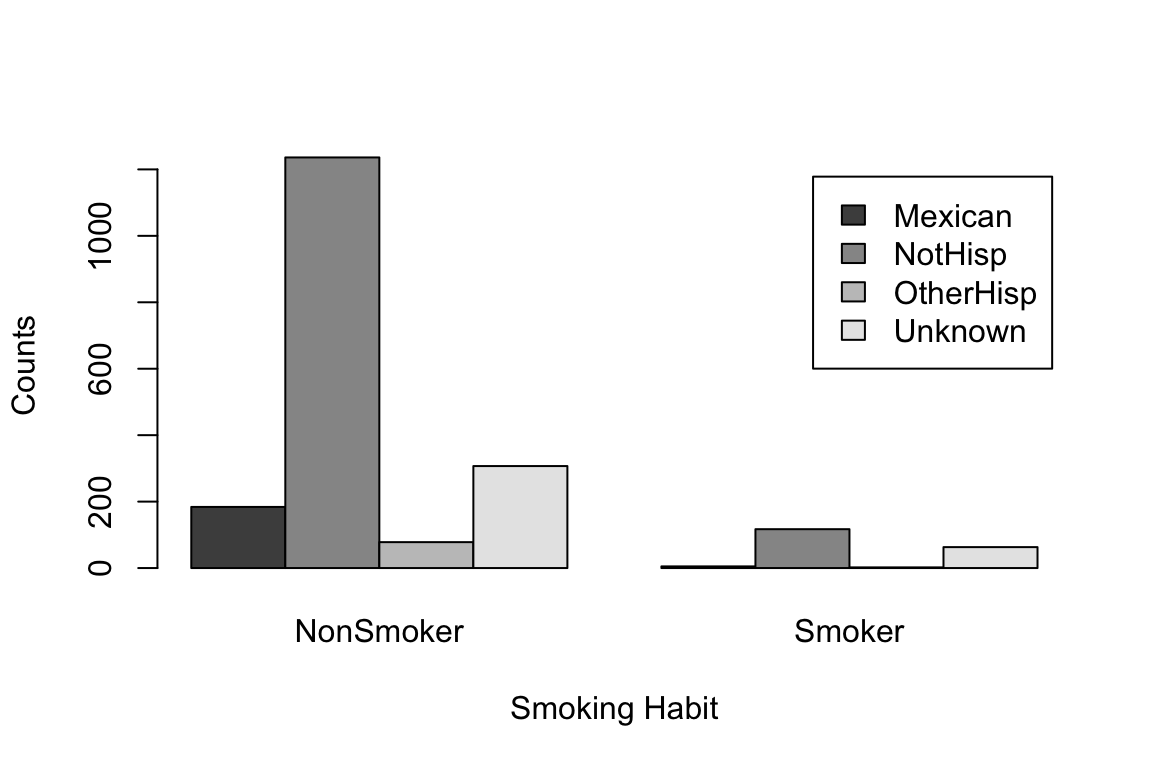 Counts
1000
600
200
0
Mexican
NotHisp
OtherHisp
Unknown
NonSmoker
Smoker
Smoking Habit